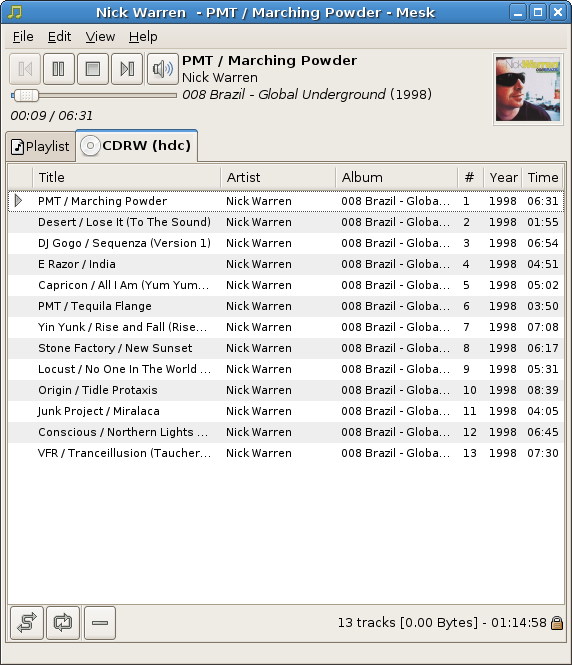 Nick Warren - PMT / Marching Powder - Mesk
File Edit View Help
PMT / Marching Powder
Nick Warren
008 Brazil - Global Underground (1998)
00:09 / 06:31
Playlist CDRW (hdc)
Title Artist Album # Year Time
PMT / Marching Powder Nick Warren 008 Brazil - Globa... 1 1998 06:31
Desert / Lose It (To The Sound) Nick Warren 008 Brazil - Globa... 2 1998 01:55
DJ Gogo / Sequenza (Version 1) Nick Warren 008 Brazil - Globa... 3 1998 06:54
E Razor / India Nick Warren 008 Brazil - Globa... 4 1998 04:51
Capricon / All I Am (Yum Yum... Nick Warren 008 Brazil - Globa... 5 1998 05:02
PMT / Tequila Flange Nick Warren 008 Brazil - Globa... 6 1998 03:50
Yin Yunk / Rise and Fall (Rise... Nick Warren 008 Brazil - Globa... 7 1998 07:08
Stone Factory / New Sunset Nick Warren 008 Brazil - Globa... 8 1998 06:17
Locust / No One In The World ... Nick Warren 008 Brazil - Globa... 9 1998 05:31
Origin / Tidle Protaxis Nick Warren 008 Brazil - Globa... 10 1998 08:39
Junk Project / Miralaca Nick Warren 008 Brazil - Globa... 11 1998 04:05
Conscious / Northern Lights ... Nick Warren 008 Brazil - Globa... 12 1998 06:45
VFR / Tranceillusion (Taucher... Nick Warren 008 Brazil - Globa... 13 1998 07:30
13 tracks [0.00 Bytes] - 01:14:58